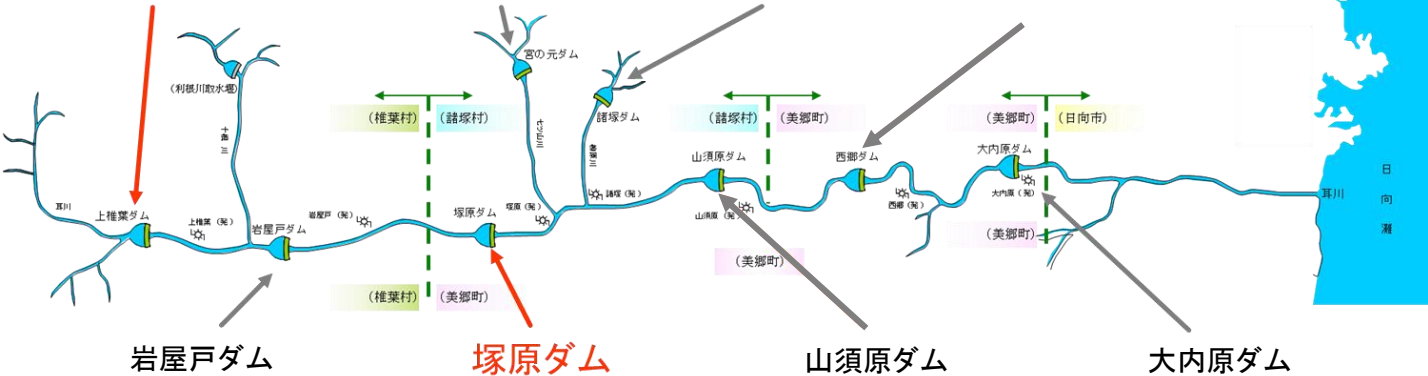 宮の元ダム
(利根川取水堰)
諸塚ダム
(椎葉村)
(諸塚村)
(諸塚村)
(美郷町)
(美郷町)
(日向市)
十根川
七ツ山川
山須原ダム
西郷ダム
大内原ダム
諸塚(発)
大内原(発)
西郷(発)
耳川
上椎葉ダム
上椎葉(発)
岩屋戸ダム
岩屋戸(発)
塚原ダム
塚原(発)
山須原(発)
耳川
日向灘
(美郷町)
(美郷町)
(椎葉村)
(美郷町)
岩屋戸ダム
塚原ダム
山須原ダム
大内原ダム